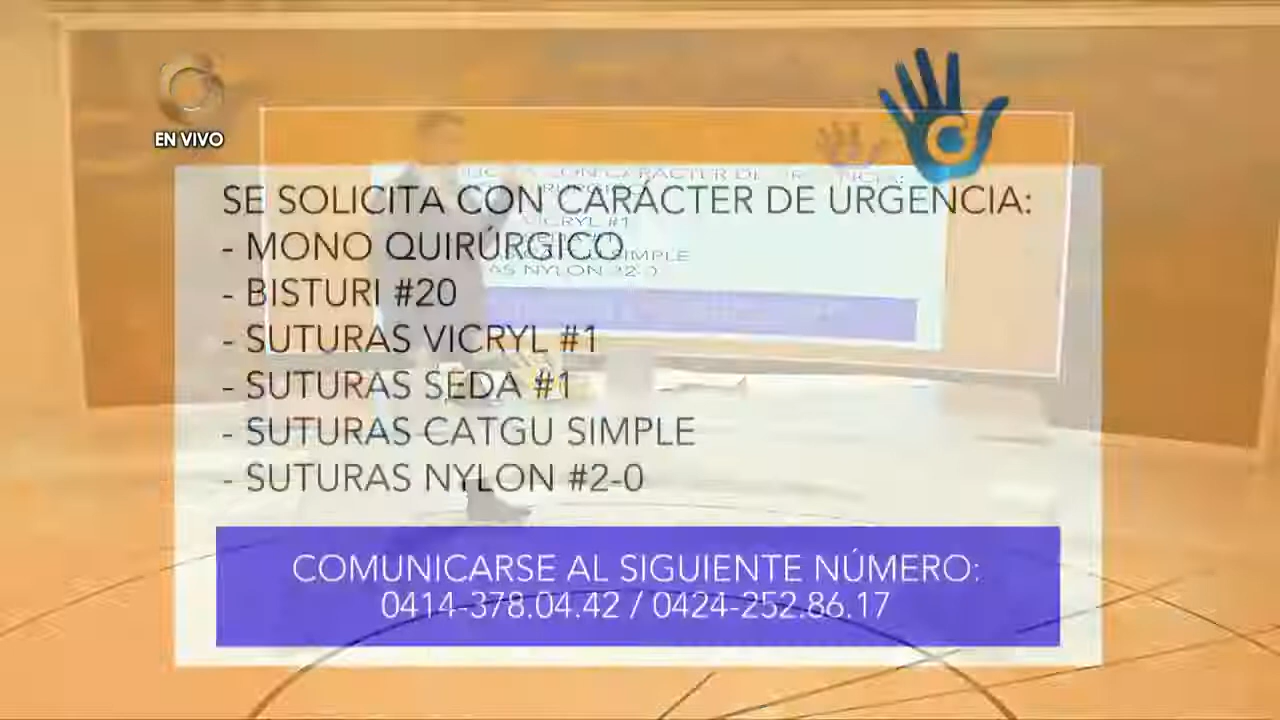 EN VIVO
SE SOLICITA CON CARÁCTER DE URGENCIA:
- MONO QUIRÚRGICO
- BISTURI #20
- SUTURAS VICRYL #1
- SUTURAS SEDA #1
- SUTURAS CATGU SIMPLE
- SUTURAS NYLON #2-0
COMUNICARSE AL SIGUIENTE NÚMERO:
0414-378.04.42 / 0424-252.86.17